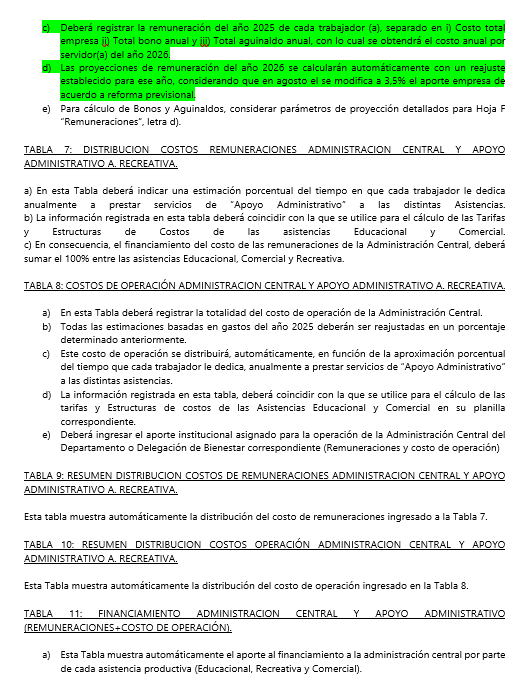 c) Deberá registrar la remuneración del año 2025 de cada trabajador (a), separado en i) Costo total
empresa ii) Total bono anual y iii) Total aguinaldo anual, con lo cual se obtendrá el costo anual por
servidor(a) del año 2026.
d) Las proyecciones de remuneración del año 2026 se calcularán automáticamente con un reajuste
establecido para ese año, considerando que en agosto el se modifica a 3,5% el aporte empresa de
acuerdo a reforma previsional.
e) Para cálculo de Bonos y Aguinaldos, considerar parámetros de proyección detallados para Hoja F
"Remuneraciones", letra d).
TABLA 7: DISTRIBUCION COSTOS REMUNERACIONES ADMINISTRACION CENTRAL Y APOYO
ADMINISTRATIVO A. RECREATIVA.
a) En esta Tabla deberá indicar una estimación porcentual del tiempo en que cada trabajador le dedica
anualmente a prestar servicios de "Apoyo Administrativo" a las distintas Asistencias.
b) La información registrada en esta tabla deberá coincidir con la que se utilice para el cálculo de las Tarifas
y Estructuras de Costos de las asistencias Educacional y Comercial.
c) En consecuencia, el financiamiento del costo de las remuneraciones de la Administración Central, deberá
sumar el 100% entre las asistencias Educacional, Comercial y Recreativa.
TABLA 8: COSTOS DE OPERACIÓN ADMINISTRACION CENTRAL Y APOYO ADMINISTRATIVO A. RECREATIVA.
a) En esta Tabla deberá registrar la totalidad del costo de operación de la Administración Central.
b) Todas las estimaciones basadas en gastos del año 2025 deberán ser reajustadas en un porcentaje
determinado anteriormente.
c) Este costo de operación se distribuirá, automáticamente, en función de la aproximación porcentual
del tiempo que cada trabajador le dedica, anualmente a prestar servicios de "Apoyo Administrativo"
a las distintas asistencias.
d) La información registrada en esta tabla, deberá coincidir con la que se utilice para el cálculo de las
tarifas y Estructuras de costos de las Asistencias Educacional y Comercial en su planilla
correspondiente.
e) Deberá ingresar el aporte institucional asignado para la operación de la Administración Central del
Departamento o Delegación de Bienestar correspondiente (Remuneraciones y costo de operación)
TABLA 9: RESUMEN DISTRIBUCION COSTOS DE REMUNERACIONES ADMINISTRACION CENTRAL Y APOYO
ADMINISTRATIVO A. RECREATIVA.
Esta tabla muestra automáticamente la distribución del costo de remuneraciones ingresado a la Tabla 7.
TABLA 10: RESUMEN DISTRIBUCION COSTOS OPERACIÓN ADMINISTRACION CENTRAL Y APOYO
ADMINISTRATIVO A. RECREATIVA.
Esta Tabla muestra automáticamente la distribución del costo de operación ingresado en la Tabla 8.
TABLA 11: FINANCIAMIENTO ADMINISTRACION CENTRAL Y APOYO ADMINISTRATIVO
(REMUNERACIONES+COSTO DE OPERACIÓN).
a) Esta Tabla muestra automáticamente el aporte al financiamiento a la administración central por parte
de cada asistencia productiva (Educacional, Recreativa y Comercial).